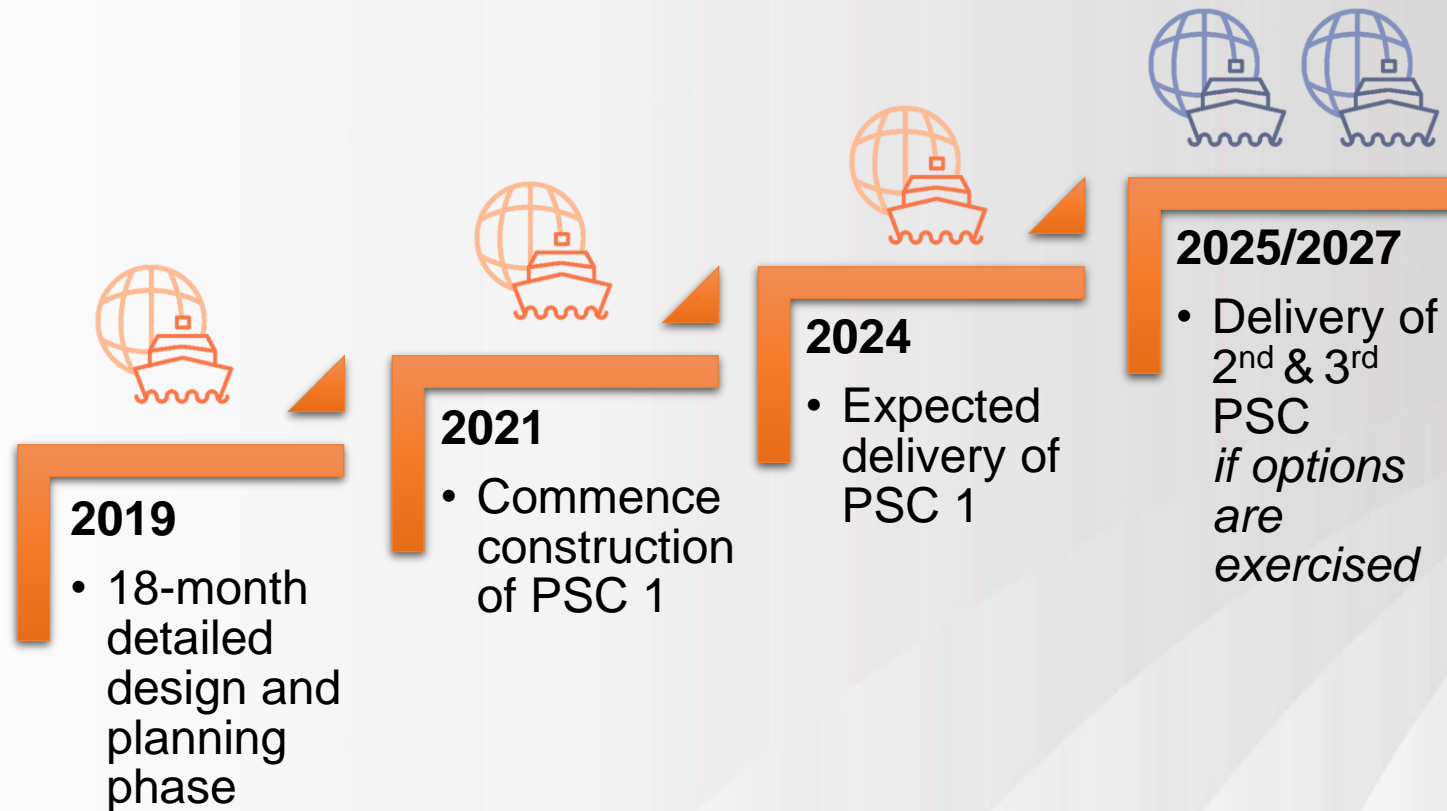 2019
• 18-month
detailed
design and
planning
phase
2021
• Commence
construction
of PSC 1
2024
• Expected
delivery of
PSC 1
2025/2027
• Delivery of
2nd & 3rd
PSC
if options
are
exercised